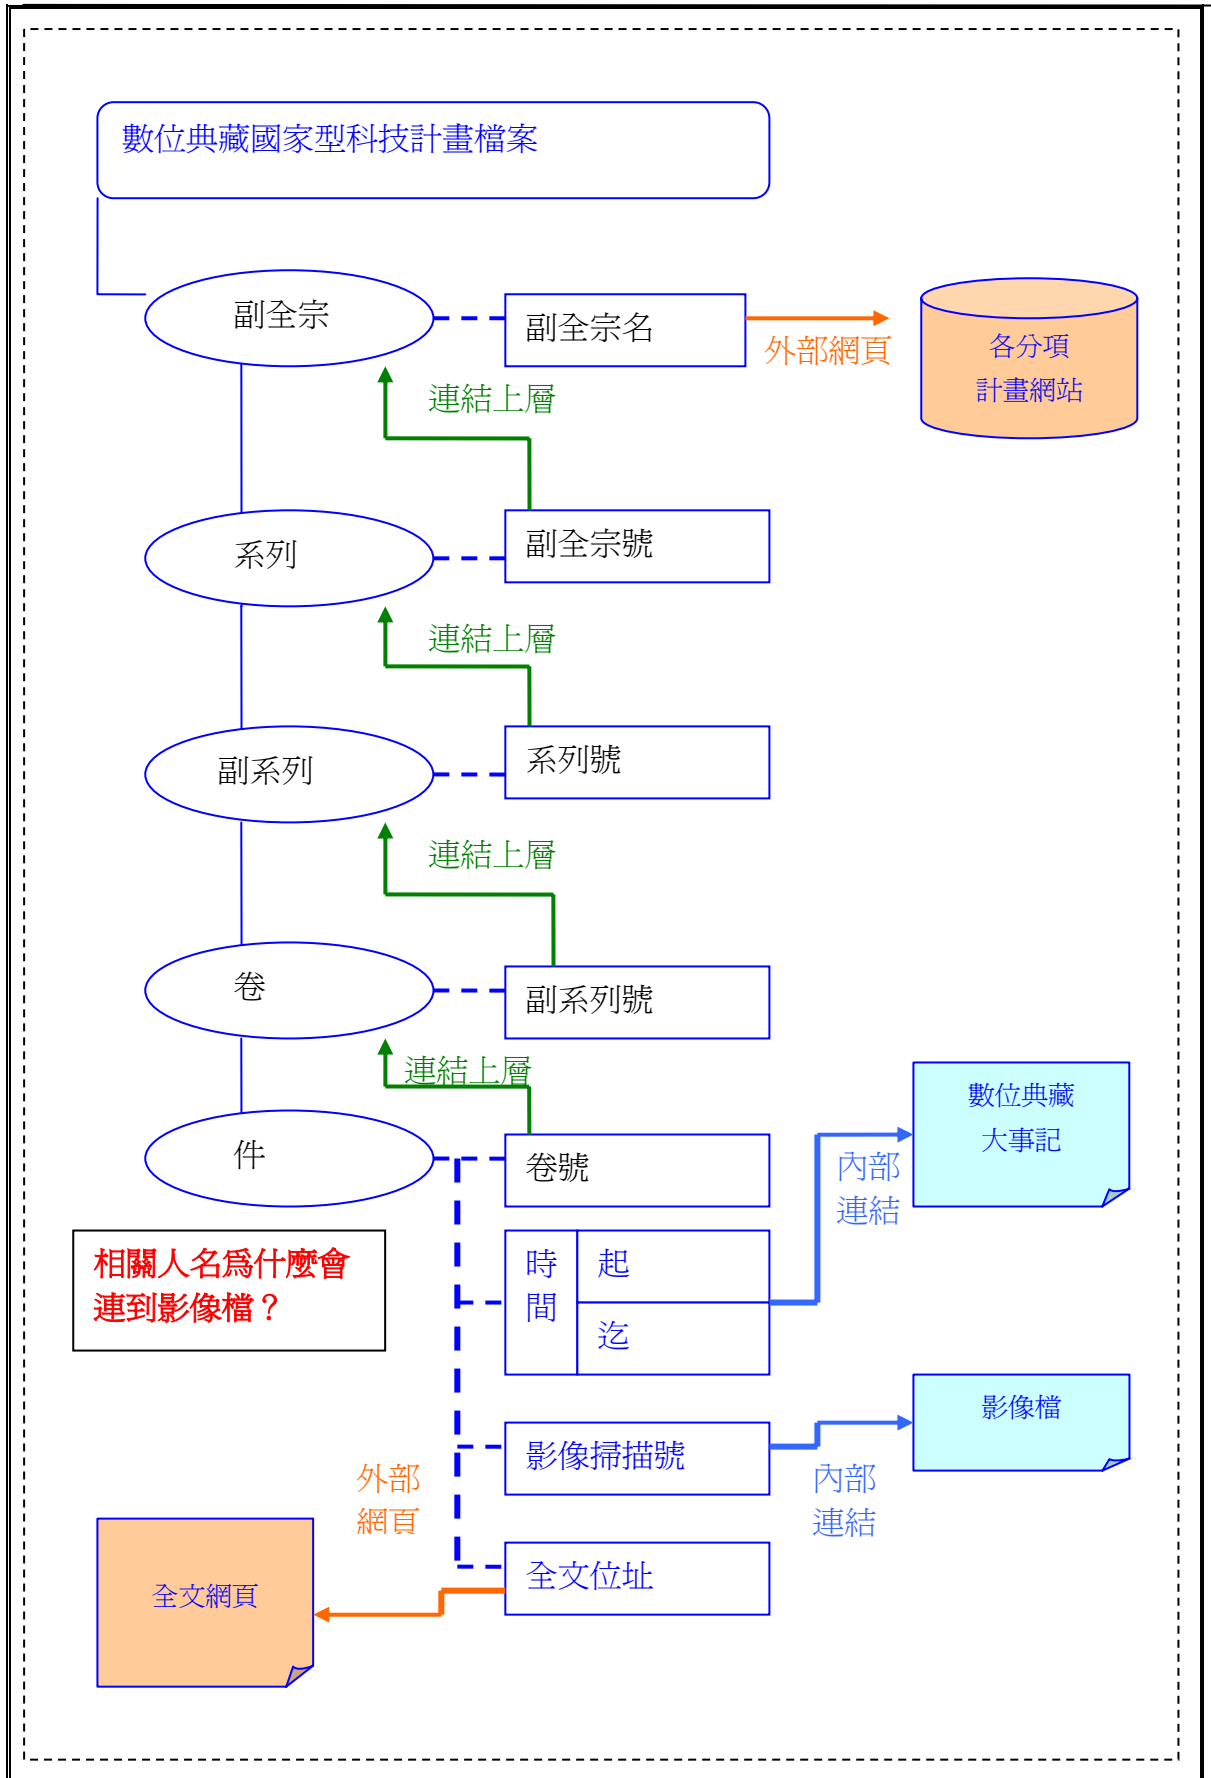 數位典藏國家型科技計畫檔案
副全宗
副全宗名
外部網頁
各分項
計畫網站
連結上層
系列
副全宗號
連結上層
副系列
系列號
連結上層
卷
副系列號
連結上層
數位典藏
大事記
件
卷號
內部
連結
相關人名為什麼會
連到影像檔？
時
間
起
迄
影像檔
影像掃描號
外部
網頁
內部
連結
全文位址
全文網頁